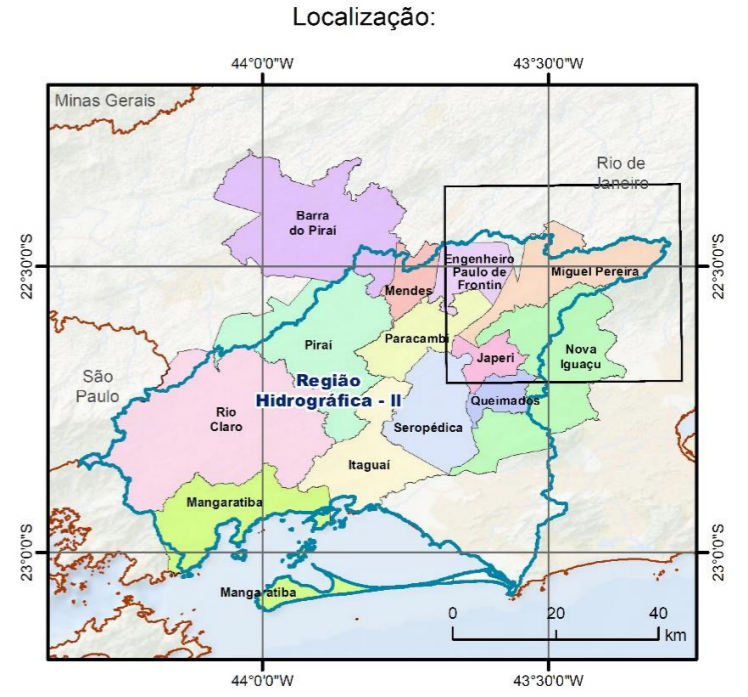 Localização:
44°0'0"W
43°30'0"W
Minas Gerais
Rio de
Janeiro
Barra
do Piraí
22°30'0"S
22°30'0"S
Engenheiro
Paulo de
Frontin
Miguel Pereira
Mendes
Paracambi
Piraí
Japeri
Nova
Iguaçu
São
Paulo
Região
Hidrográfica - II
Queimados
Rio
Claro
Seropédica
Itaguaí
Mangaratiba
23°0'0"S
23°0'0"S
Mangaratiba
0
20
40
km
44°0'0"W
43°30'0"W